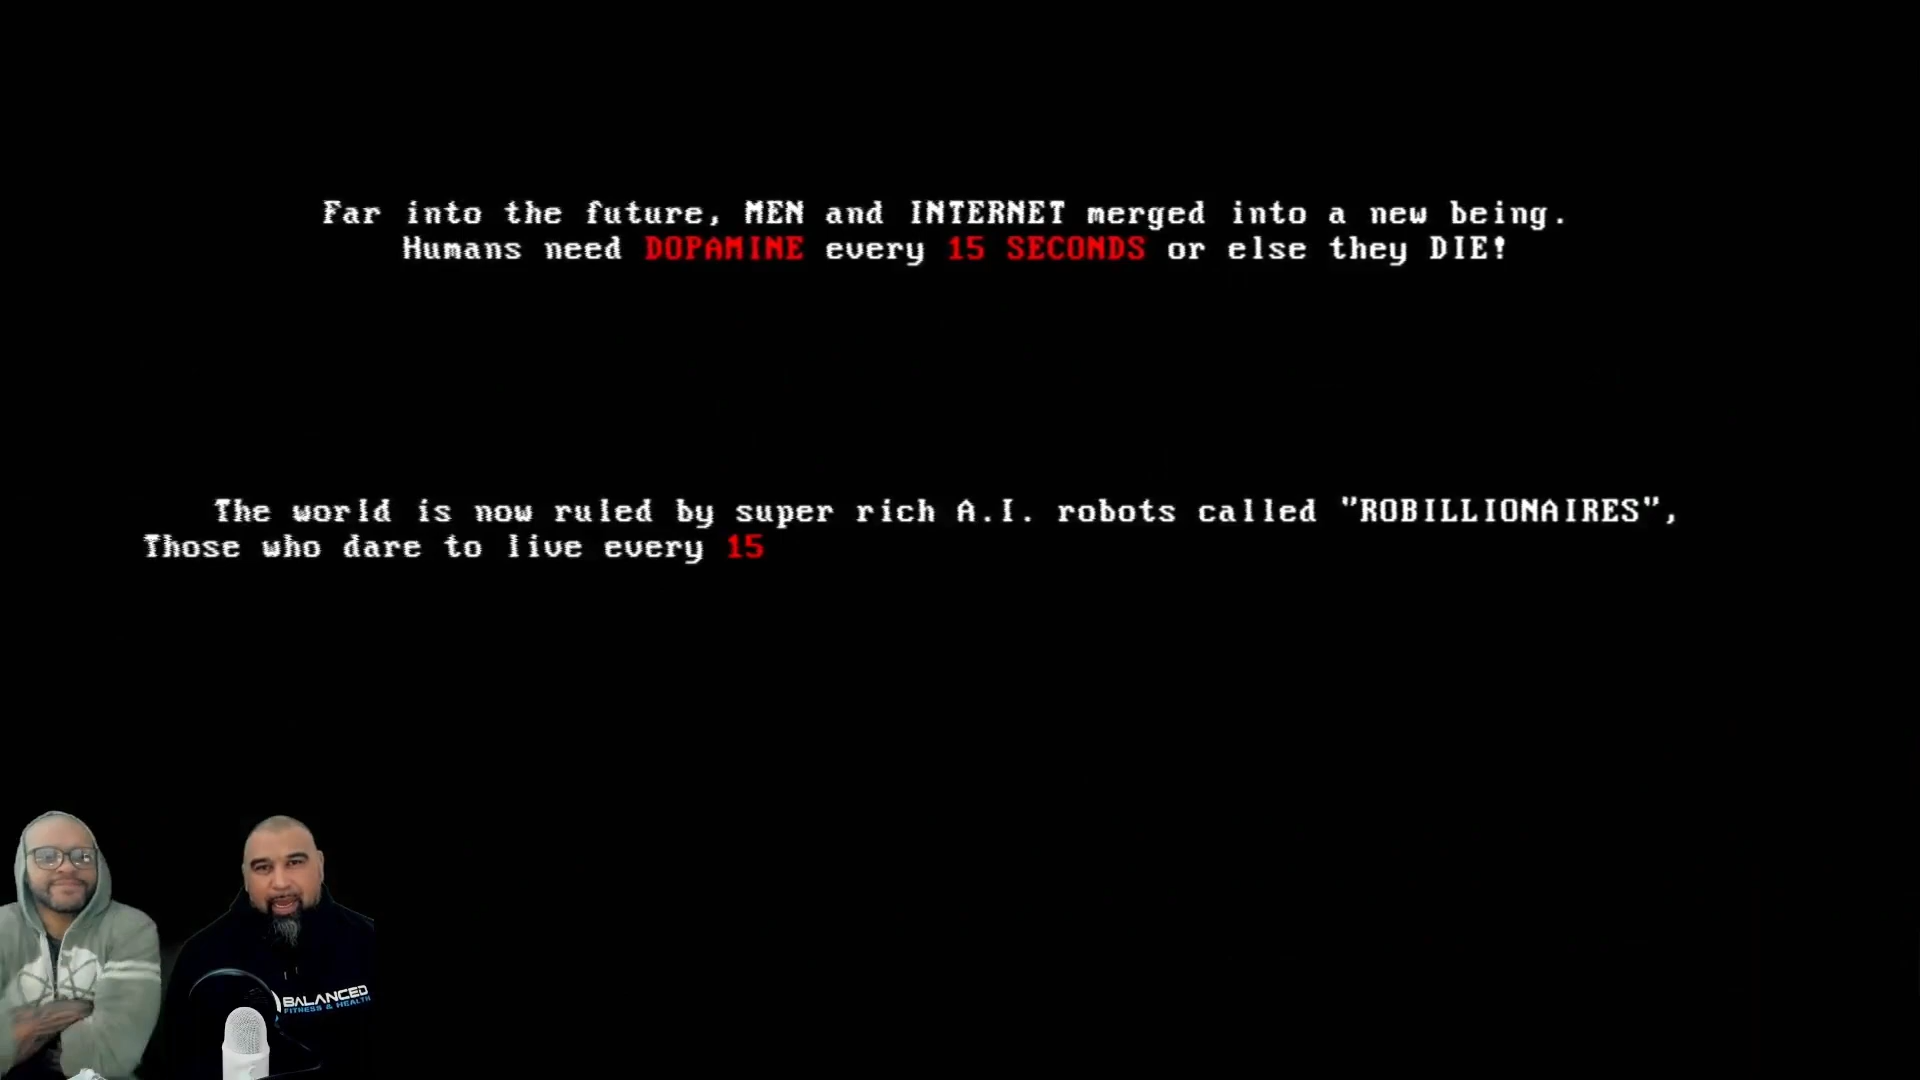 Far into the future, MEN and INTERNET merged into a new being.
Humans need DOPAMINE every 15 SECONDS or else they DIE!
The world is now ruled by super rich A.I. robots called "ROBILLIONAIRES",
Those who dare to live every 15
BALANCED
FITNESS & HEALTH